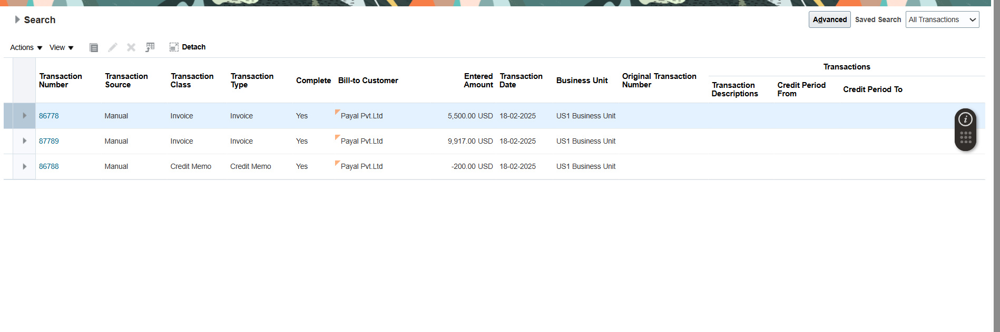 Search
Advanced Saved Search All Transactions
Actions View Detach
Transactions
Transaction Number Transaction Source Transaction Class Transaction Type Complete Bill-to Customer Entered Amount Transaction Date Business Unit Original Transaction Number Transaction Descriptions Credit Period From Credit Period To
86778 Manual Invoice Invoice Yes Payal Pvt.Ltd 5,500.00 USD 18-02-2025 US1 Business Unit
87789 Manual Invoice Invoice Yes Payal Pvt.Ltd 9,917.00 USD 18-02-2025 US1 Business Unit
86788 Manual Credit Memo Credit Memo Yes Payal Pvt.Ltd -200.00 USD 18-02-2025 US1 Business Unit